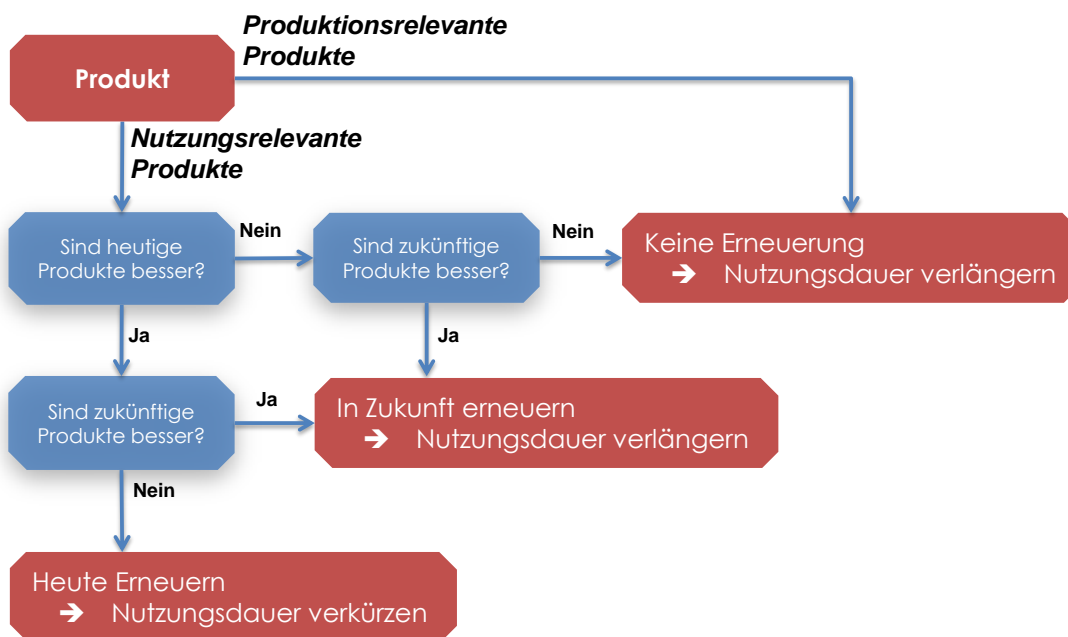 Produktionsrelevante
Produkte
Produkt
Nutzungsrelevante
Produkte
Sind heutige
Produkte besser?
Nein
Sind zukünftige
Produkte besser?
Nein
Keine Erneuerung
➔ Nutzungsdauer verlängern
Ja
Ja
Sind zukünftige
Produkte besser?
Ja
In Zukunft erneuern
➔ Nutzungsdauer verlängern
Nein
Heute Erneuern
➔ Nutzungsdauer verkürzen